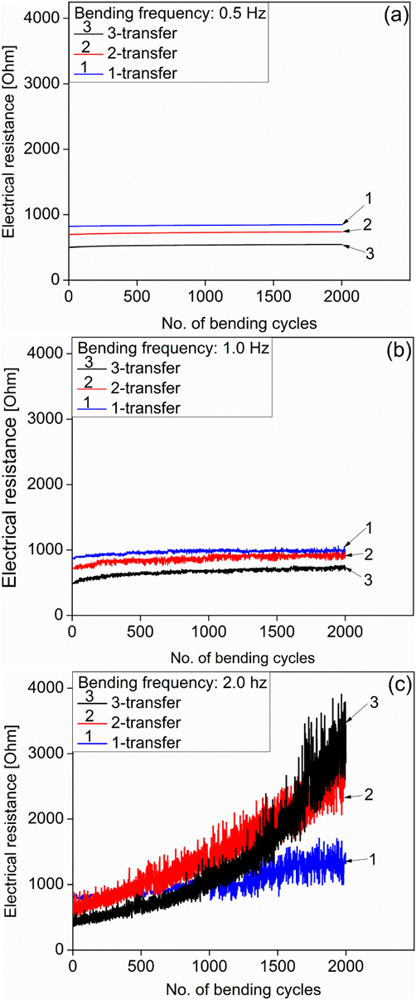 (a)
Bending frequency: 0.5 Hz
3 3-transfer
2 2-transfer
1 1-transfer
Electrical resistance [Ohm]
4000
3000
2000
1000
0
1
2
3
0 500 1000 1500 2000
No. of bending cycles
(b)
Bending frequency: 1.0 Hz
3 3-transfer
2 2-transfer
1 1-transfer
Electrical resistance [Ohm]
4000
3000
2000
1000
0
1
2
3
0 500 1000 1500 2000
No. of bending cycles
(c)
Bending frequency: 2.0 hz
3 3-transfer
2 2-transfer
1 1-transfer
Electrical resistance [Ohm]
4000
3000
2000
1000
0
3
2
1
0 500 1000 1500 2000
No. of bending cycles